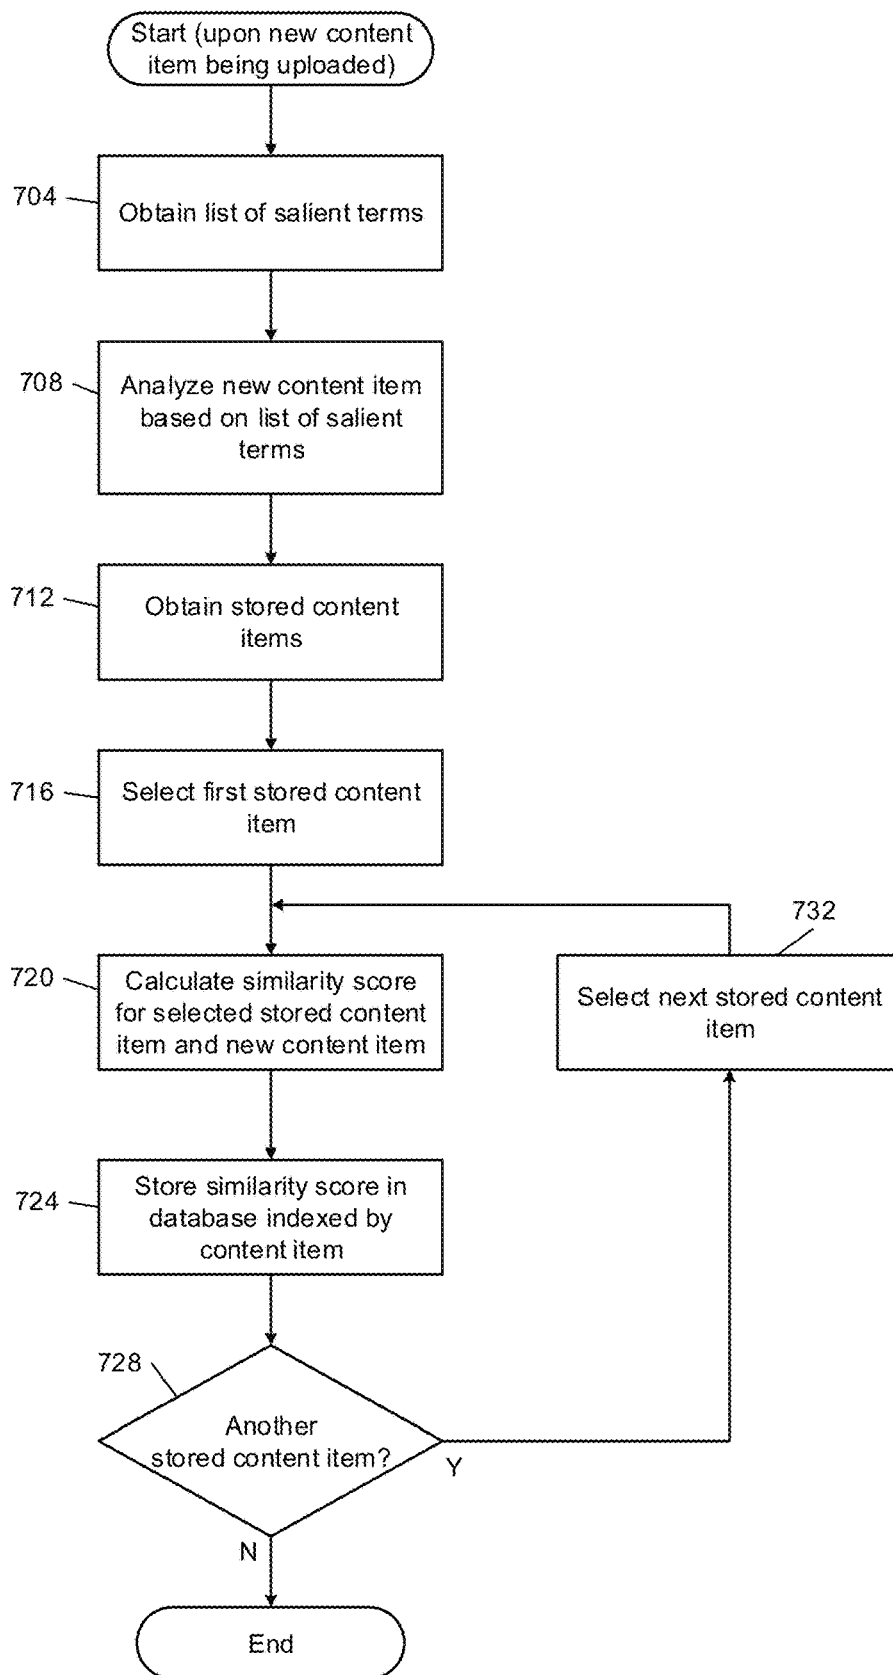 Start (upon new content
item being uploaded)
704
Obtain list of salient terms
708
Analyze new content item
based on list of salient
terms
712
Obtain stored content
items
716
Select first stored content
item
732
720
Calculate similarity score
for selected stored content
item and new content item
Select next stored content
item
724
Store similarity score in
database indexed by
content item
728
Another
stored content item?
Y
N
End